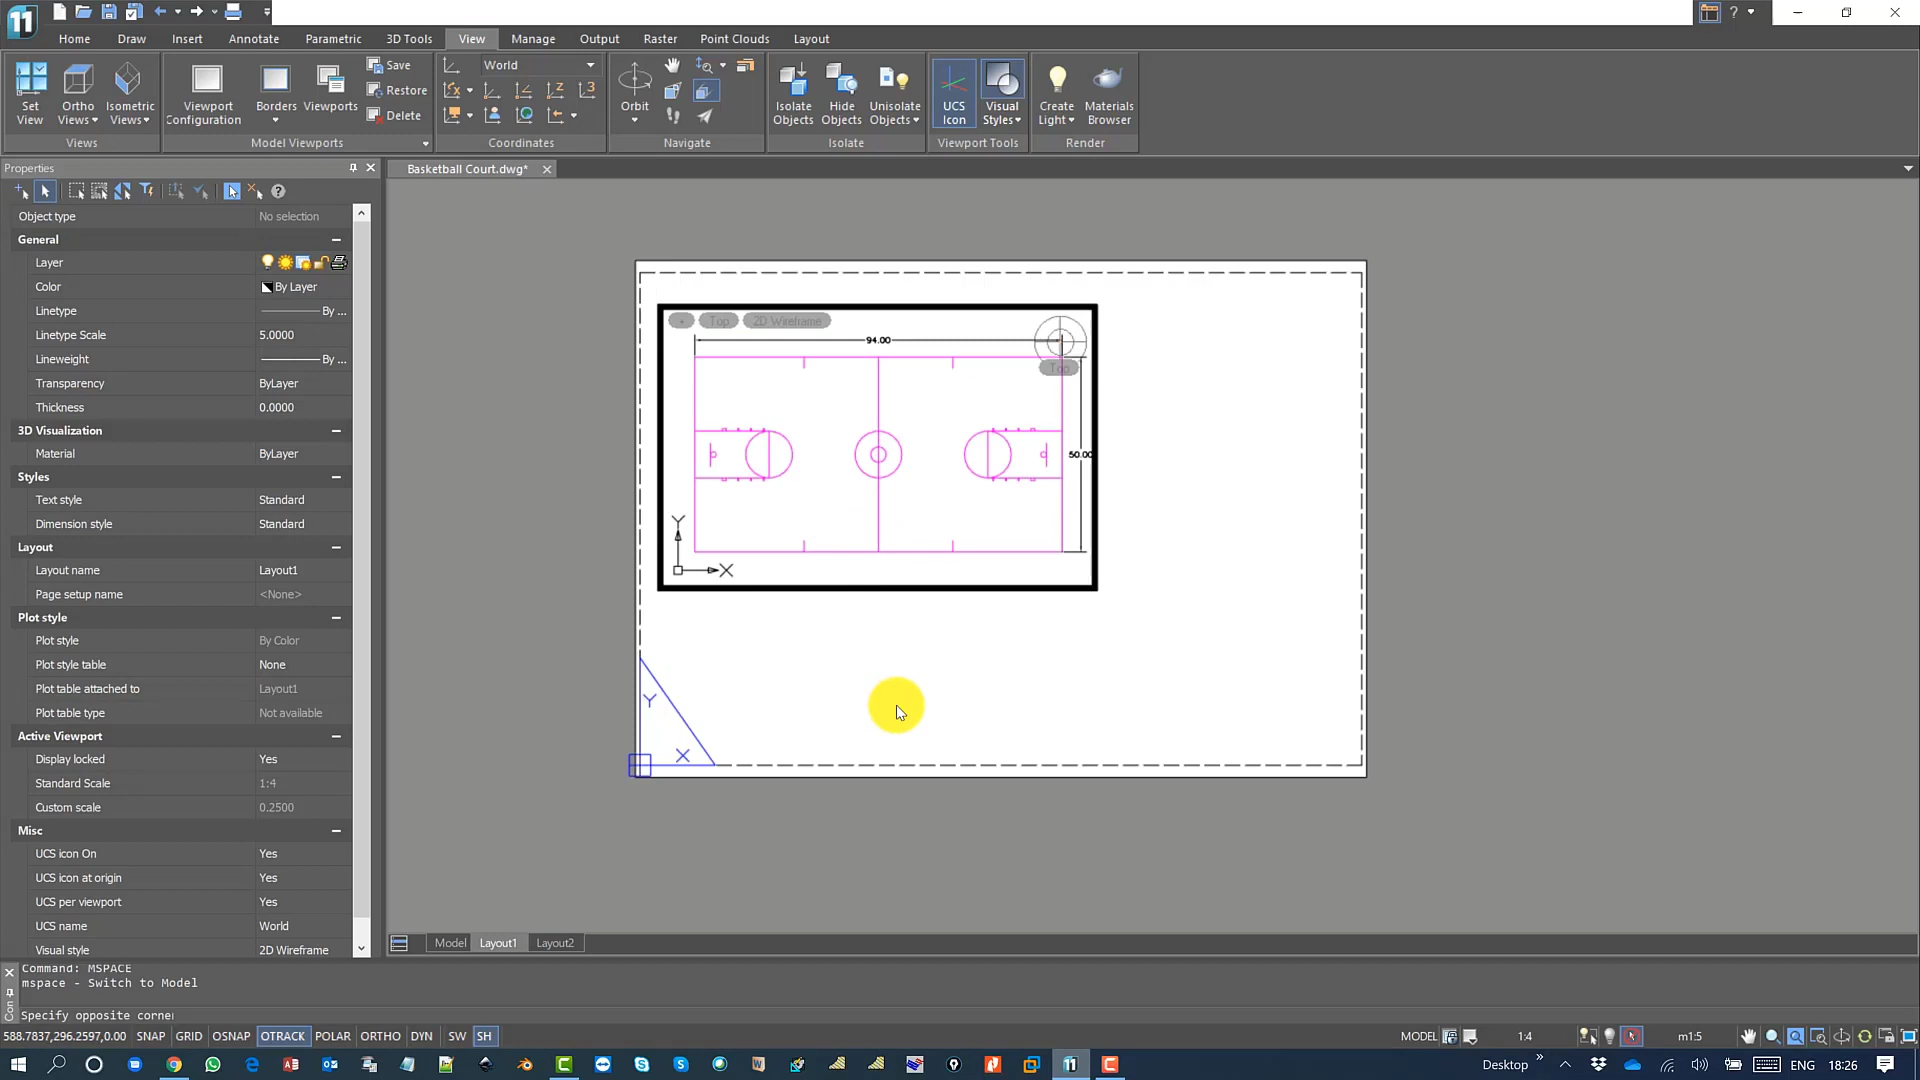 11
?
Home Draw Insert Annotate Parametric 3D Tools View Manage Output Raster Point Clouds Layout
Set View
Ortho Views
Isometric Views
Views
Viewport Configuration
Borders
Viewports
Save
Restore
Delete
Model Viewports
World
Coordinates
Orbit
Navigate
Isolate Objects
Hide Objects
Unisolate Objects
Isolate
UCS Icon
Visual Styles
Viewport Tools
Create Light
Materials Browser
Render
Properties
Basketball Court.dwg*
Object type No selection
General
Layer
Color By Layer
Linetype By ...
Linetype Scale 5.0000
Lineweight By ...
Transparency ByLayer
Thickness 0.0000
3D Visualization
Material ByLayer
Styles
Text style Standard
Dimension style Standard
Layout
Layout name Layout1
Page setup name <None>
Plot style
Plot style By Color
Plot style table None
Plot table attached to Layout1
Plot table type Not available
Active Viewport
Display locked Yes
Standard Scale 1:4
Custom scale 0.2500
Misc
UCS icon On Yes
UCS icon at origin Yes
UCS per viewport Yes
UCS name World
Visual style 2D Wireframe
+ Top 2D Wireframe
94.00
Top
50.00
Y
X
Y
X
Model Layout1 Layout2
Command: MSPACE
mspace - Switch to Model
Specify opposite corner
588.7837,296.2597,0.00 SNAP GRID OSNAP OTRACK POLAR ORTHO DYN SW SH MODEL 1:4 m1:5
Desktop ENG 18:26